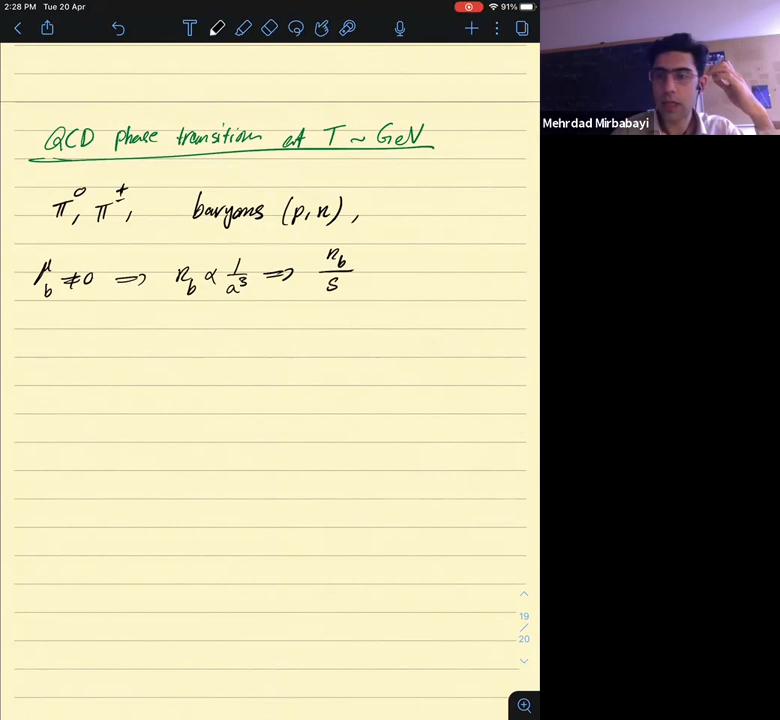 2:28 PM Tue 20 Apr
91%
T
Mehrdad Mirbabayi
QCD phase transition at T ~ GeV
π⁰, π^±, baryons (p, n),
μ_b ≠ 0 ⟹ n_b ∝ 1/a³ ⟹ n_b/s
19
/
20